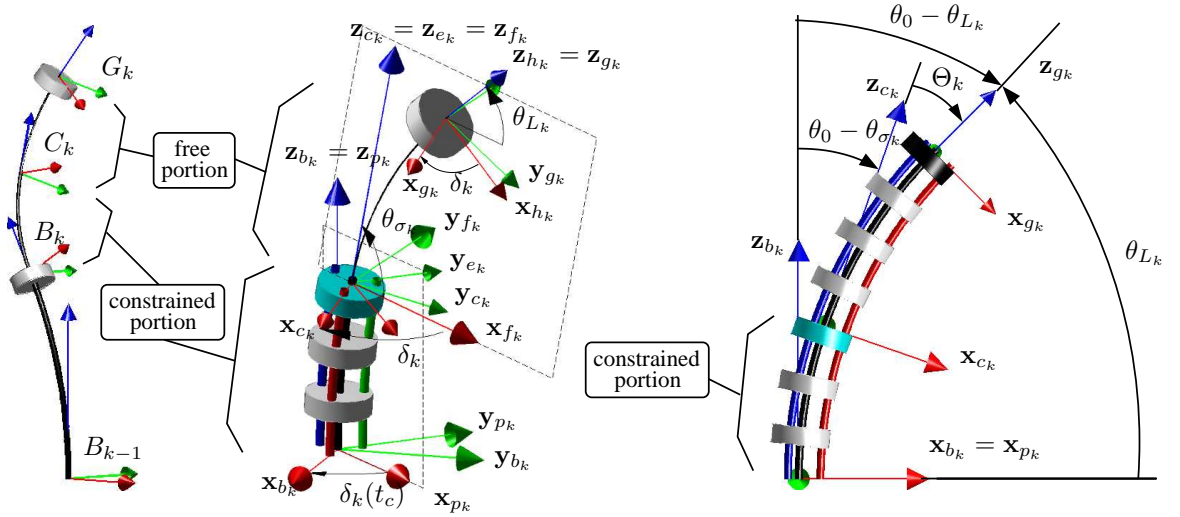 G_k
C_k
B_k
B_{k-1}
free
portion
constrained
portion
z_{c_k} = z_{e_k} = z_{f_k}
z_{h_k} = z_{g_k}
θ_{L_k}
z_{b_k} = z_{p_k}
y_{g_k}
x_{g_k}
δ_k
x_{h_k}
θ_{σ_k}
y_{f_k}
y_{e_k}
y_{c_k}
x_{c_k}
x_{f_k}
δ_k
y_{p_k}
y_{b_k}
x_{b_k}
δ_k(t_c)
x_{p_k}
θ_0 − θ_{L_k}
z_{g_k}
z_{c_k}
Θ_k
θ_0 − θ_{σ_k}
x_{g_k}
z_{b_k}
θ_{L_k}
constrained
portion
x_{c_k}
x_{b_k} = x_{p_k}